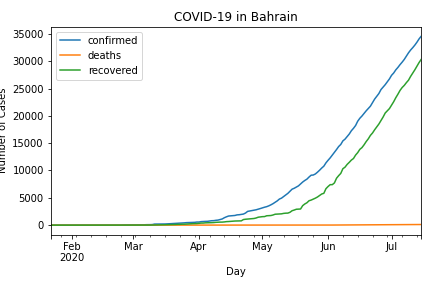 COVID-19 in Bahrain
confirmed
deaths
recovered
Number of Cases
35000
30000
25000
20000
15000
10000
5000
0
Feb Mar Apr May Jun Jul
2020
Day